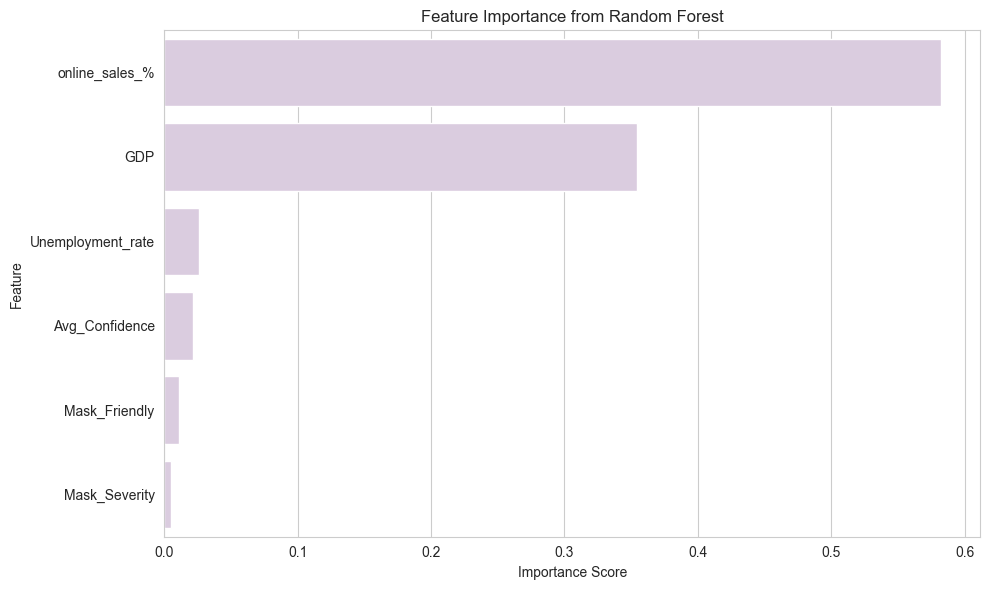 Feature Importance from Random Forest
online_sales_%
GDP
Unemployment_rate
Avg_Confidence
Mask_Friendly
Mask_Severity
Feature
0.0 0.1 0.2 0.3 0.4 0.5 0.6
Importance Score